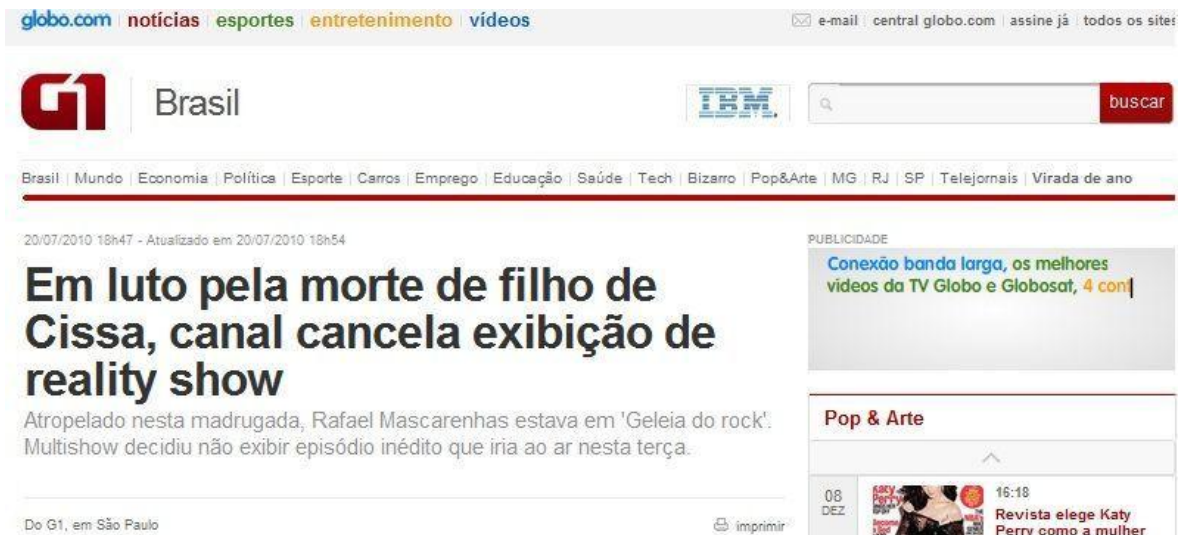 globo.com notícias esportes entretenimento vídeos e-mail central globo.com assine já todos os sites
G1 Brasil IBM buscar
Brasil Mundo Economia Política Esporte Carros Emprego Educação Saúde Tech Bizarro Pop&Arte MG RJ SP Telejornais Virada de ano
20/07/2010 18h47 - Atualizado em 20/07/2010 18h54
Em luto pela morte de filho de
Cissa, canal cancela exibição de
reality show
Atropelado nesta madrugada, Rafael Mascarenhas estava em 'Geleia do rock'.
Multishow decidiu não exibir episódio inédito que iria ao ar nesta terça.
Do G1, em São Paulo imprimir
PUBLICIDADE
Conexão banda larga, os melhores
videos da TV Globo e Globosat, 4 cont
Pop & Arte
08
DEZ
Katy
Perry
16:18
Revista elege Katy
Perry como a mulher